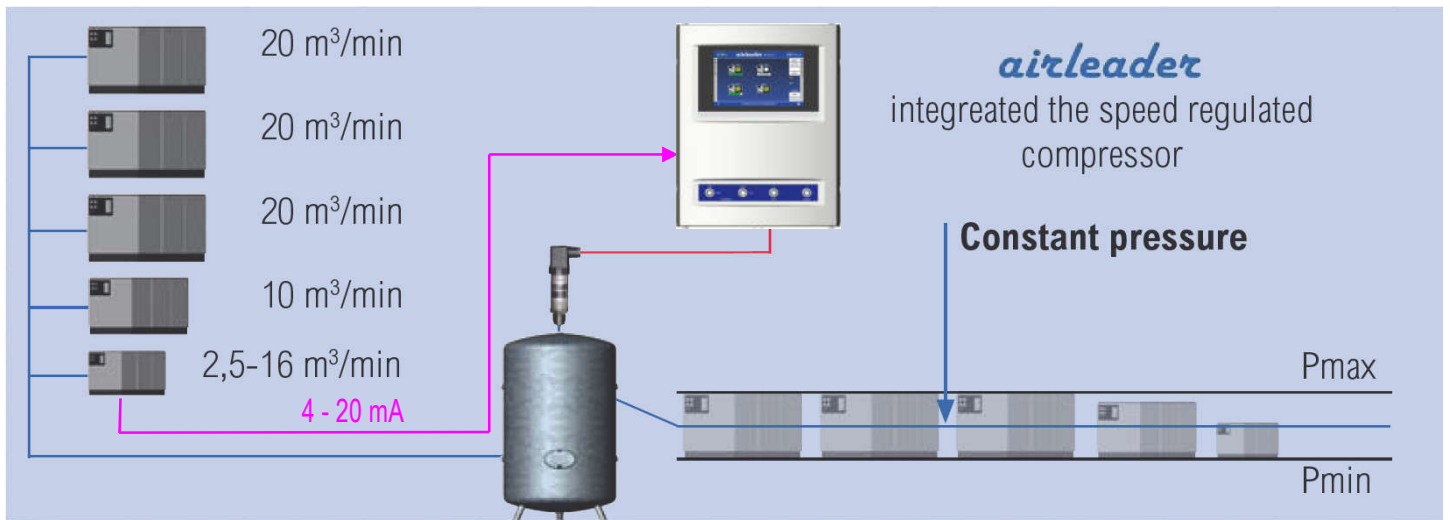 20 m³/min
20 m³/min
20 m³/min
10 m³/min
2,5-16 m³/min
4 - 20 mA
airleader
integreated the speed regulated
compressor
Constant pressure
Pmax
Pmin